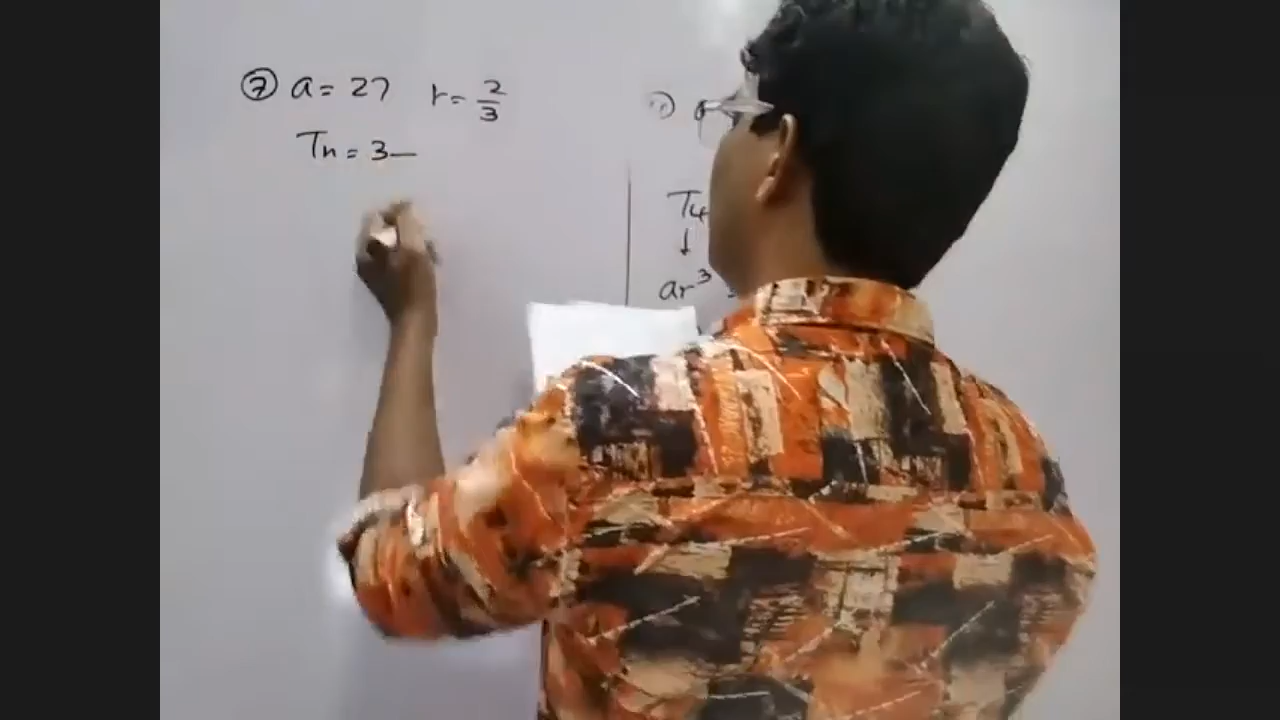 ⑦ a = 27 r = 2/3
Tn = 3
T4
↓
ar³